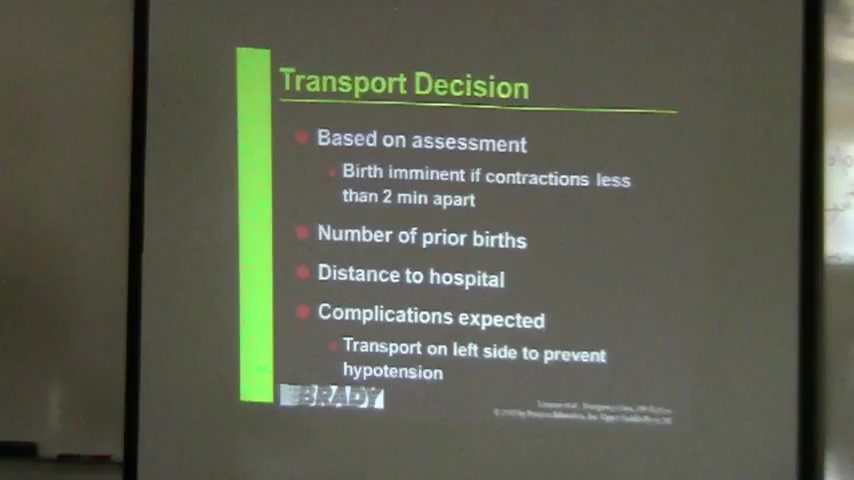 Transport Decision
Based on assessment
Birth imminent if contractions less
than 2 min apart
Number of prior births
Distance to hospital
Complications expected
Transport on left side to prevent
hypotension
BRADY